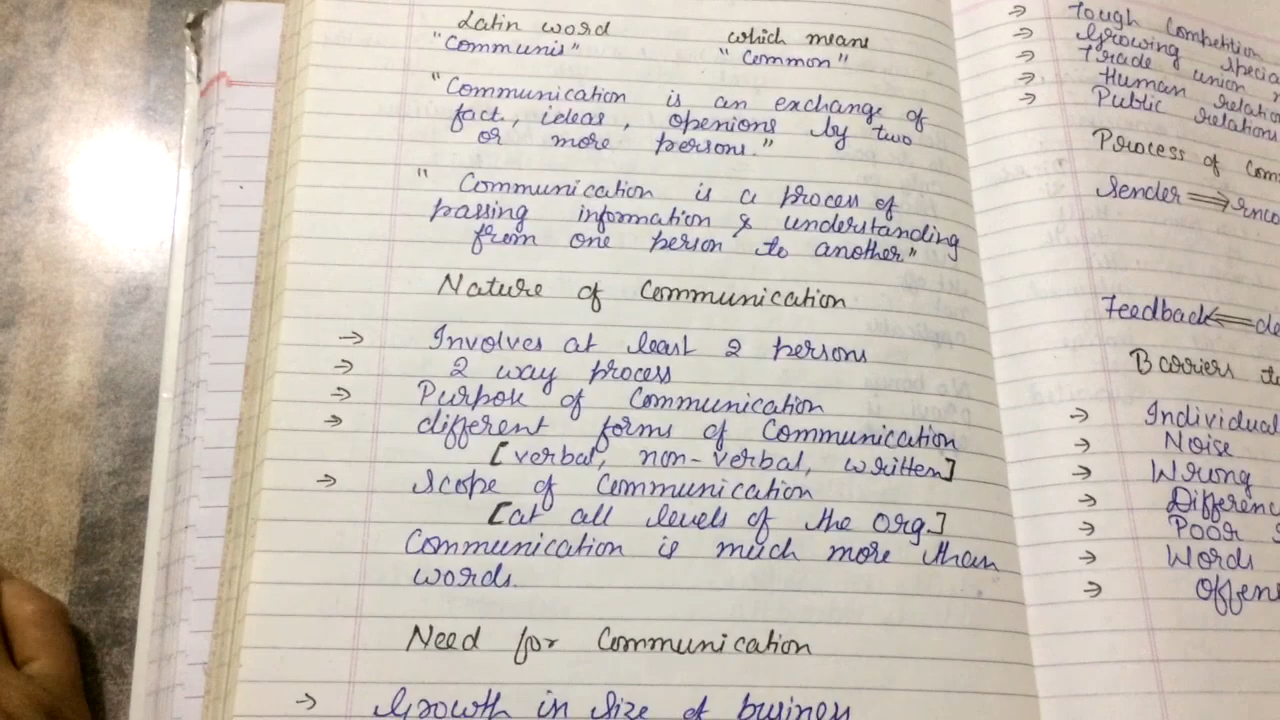 Latin word which means
"Communis" "Common"
"Communication is an exchange of
fact, ideas, openions by two
or more persons."
" Communication is a process of
passing information & understanding
from one person to another"
Nature of Communication
→ Involves at least 2 persons
→ 2 way process
→ Purpose of Communication
→ different forms of Communication
[verbal, non-verbal, written]
→ Scope of Communication
[at all levels of the org.]
Communication is much more than
words.
Need for Communication
→ Growth in Size of business
→ Tough Competition
→ Growing
→ Trade union
→ Human
→ Public
Process of
Sender ⟹
Feedback ⟸
Barriers
→ Individual
→ Noise
→ Wrong
→
→ Poor
→ Words
→